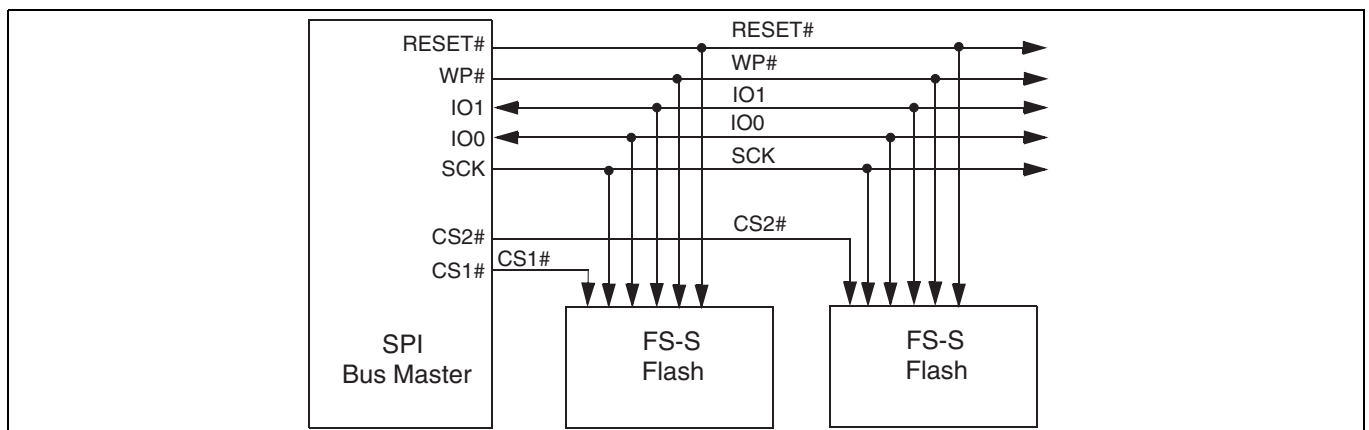 RESET#
RESET#
WP#
WP#
IO1
IO1
IO0
IO0
SCK
SCK
CS2#
CS2#
CS1#
CS1#
SPI
Bus Master
FS-S
Flash
FS-S
Flash